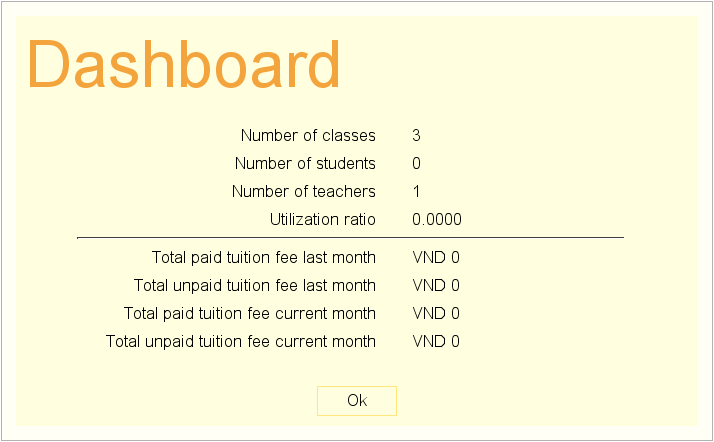 Dashboard
Number of classes 3
Number of students 0
Number of teachers 1
Utilization ratio 0.0000
Total paid tuition fee last month VND 0
Total unpaid tuition fee last month VND 0
Total paid tuition fee current month VND 0
Total unpaid tuition fee current month VND 0
Ok